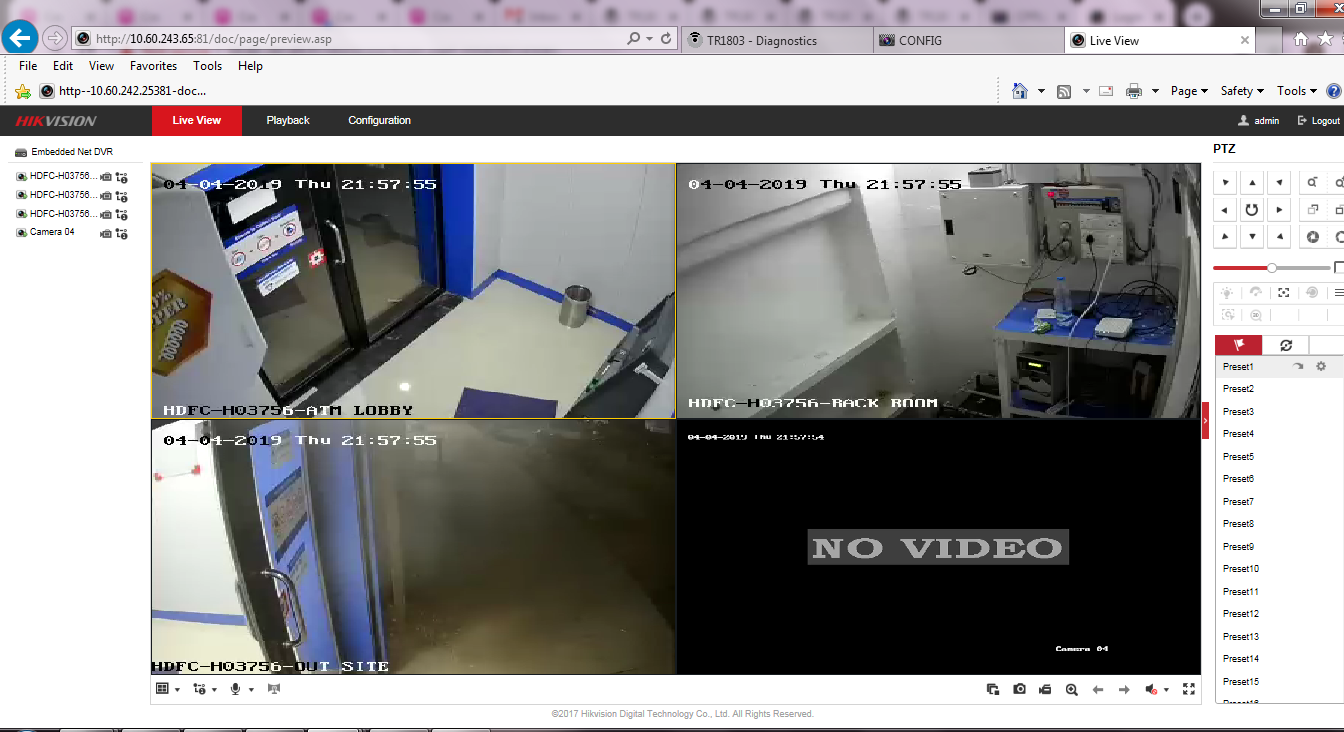 http://10.60.243.65:81/doc/page/preview.asp
TR1803 - Diagnostics
CONFIG
Live View
File Edit View Favorites Tools Help
http--10.60.242.25381-doc...
Page Safety Tools
HIKVISION
Live View
Playback
Configuration
admin
Logout
Embedded Net DVR
HDFC-H03756...
HDFC-H03756...
HDFC-H03756...
Camera 04
04-04-2019 Thu 21:57:55
HDFC-H03756-ATM LOBBY
04-04-2019 Thu 21:57:55
HDFC-H03756-BACK ROOM
04-04-2019 Thu 21:57:55
HDFC-H03756-OUT SITE
04-04-2019 Thu 21:57:54
NO VIDEO
Camera 04
PTZ
Preset1
Preset2
Preset3
Preset4
Preset5
Preset6
Preset7
Preset8
Preset9
Preset10
Preset11
Preset12
Preset13
Preset14
Preset15
©2017 Hikvision Digital Technology Co., Ltd. All Rights Reserved.